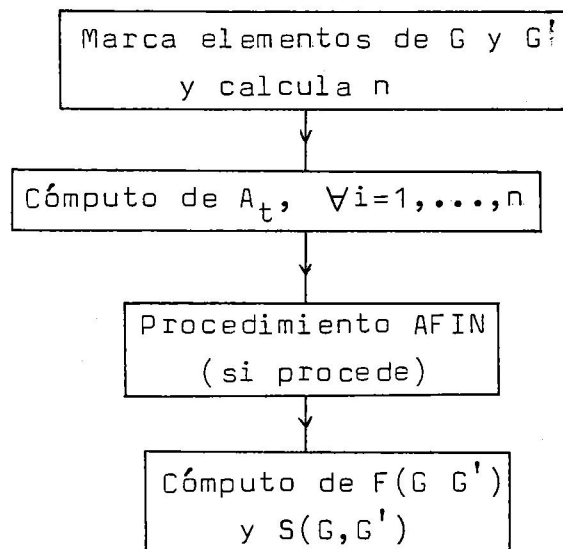 Marca elementos de G y G'
y calcula n
Cómputo de A_t, ∀i=1,...,n
Procedimiento AFIN
(si procede)
Cómputo de F(G G')
y S(G,G')